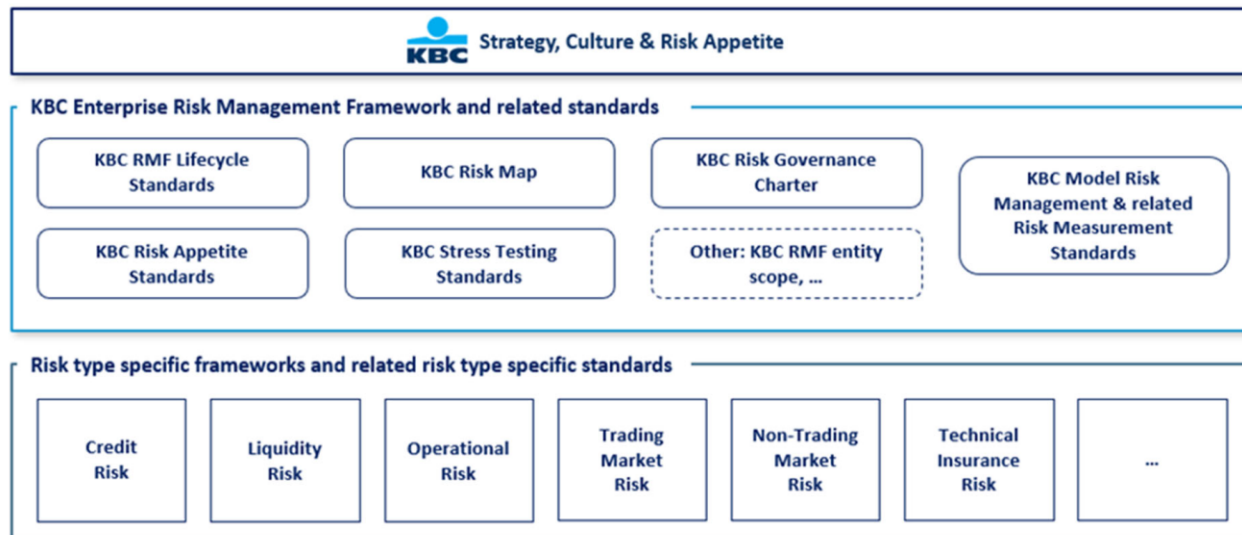 KBC Strategy, Culture & Risk Appetite
KBC Enterprise Risk Management Framework and related standards
KBC RMF Lifecycle
Standards
KBC Risk Map
KBC Risk Governance
Charter
KBC Model Risk
Management & related
Risk Measurement
Standards
KBC Risk Appetite
Standards
KBC Stress Testing
Standards
Other: KBC RMF entity
scope, ...
Risk type specific frameworks and related risk type specific standards
Credit
Risk
Liquidity
Risk
Operational
Risk
Trading
Market
Risk
Non-Trading
Market
Risk
Technical
Insurance
Risk
...